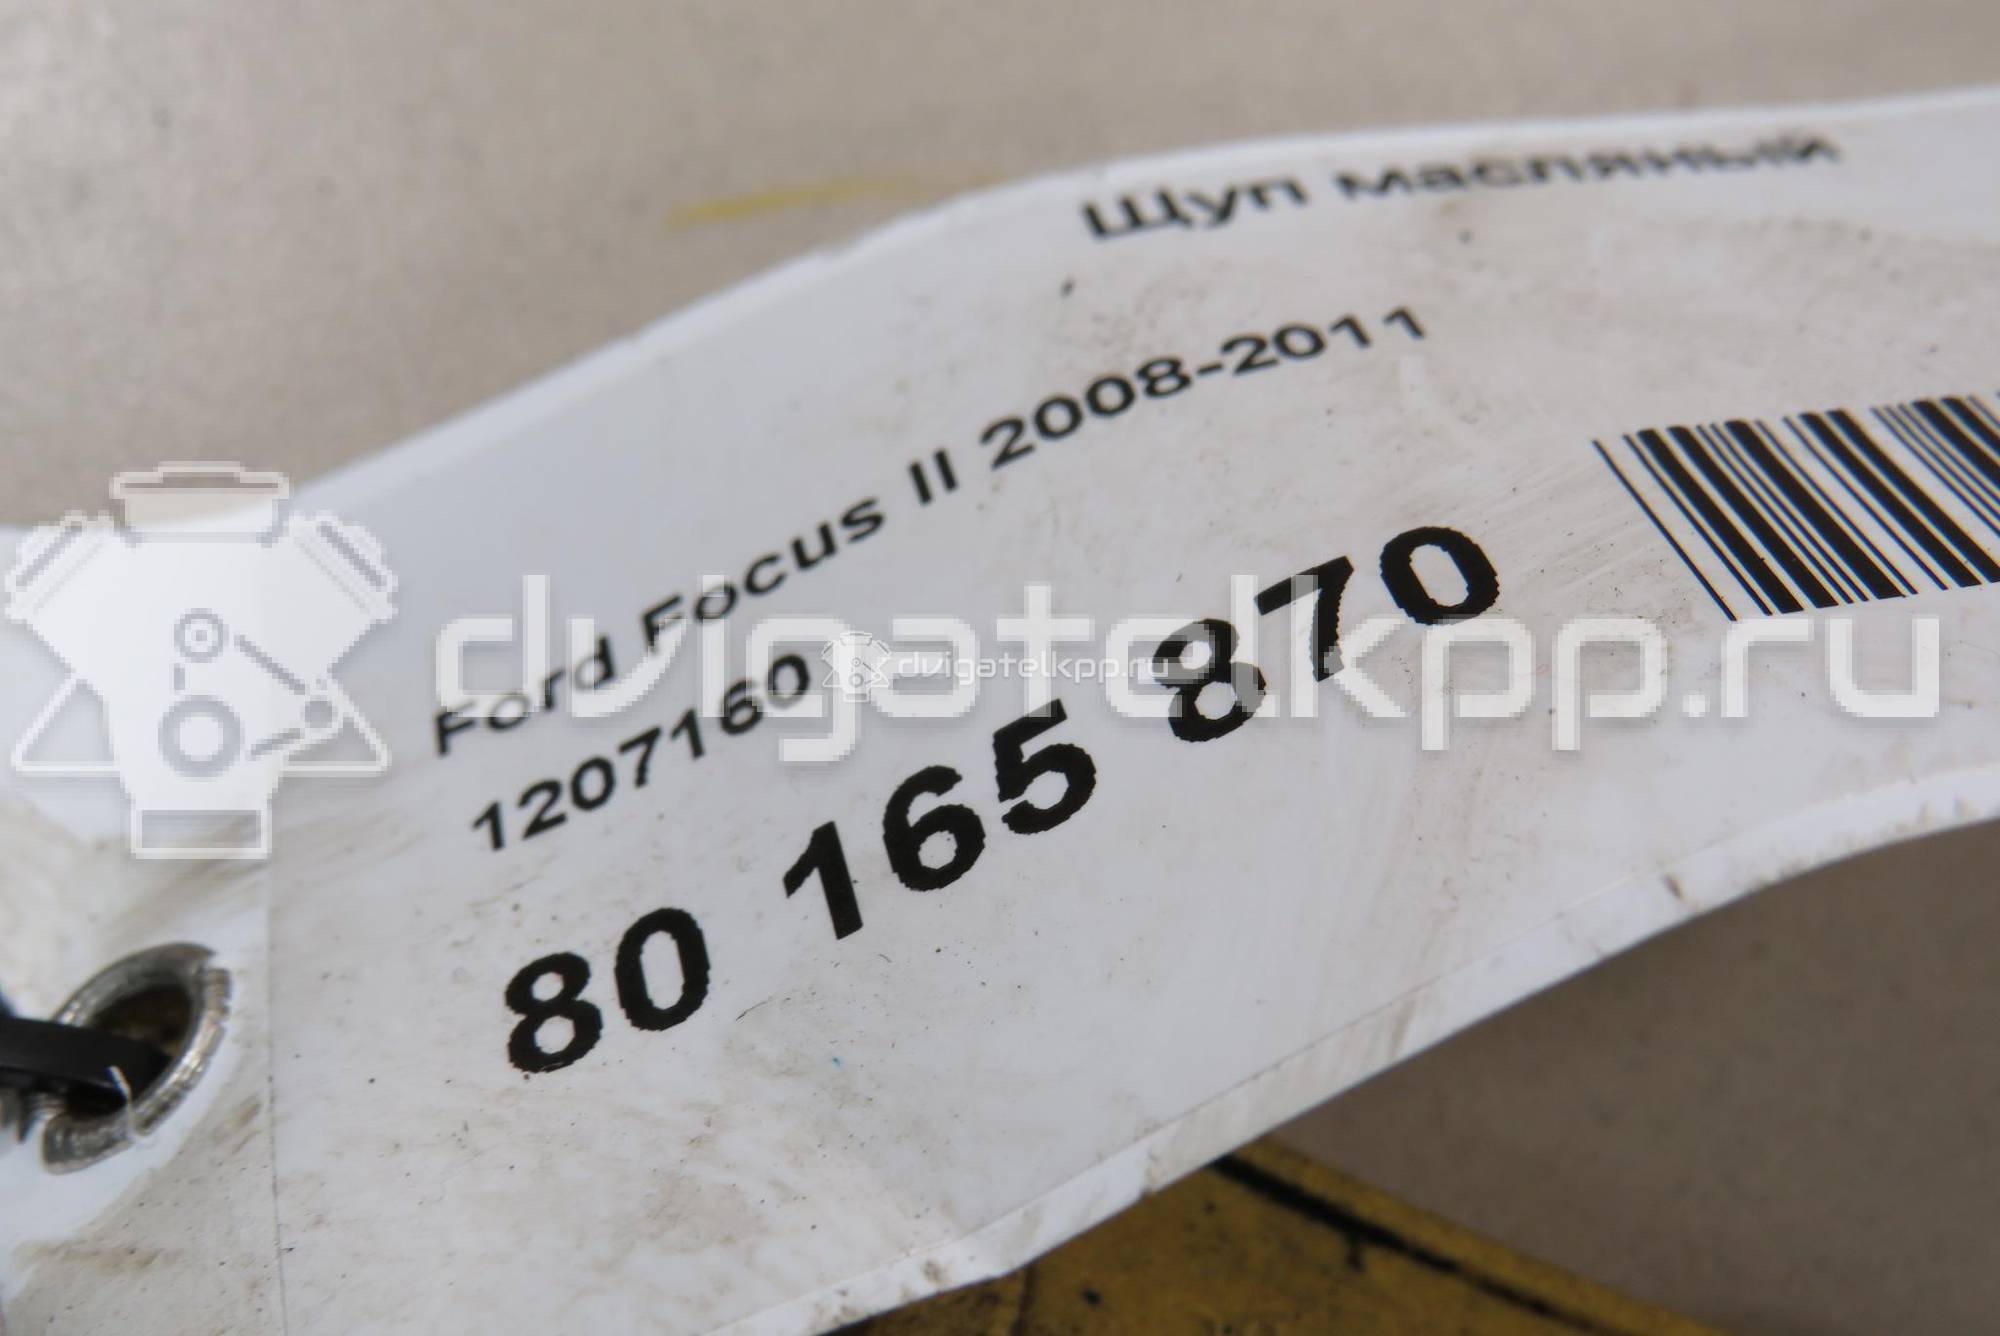 Щуп масляный
Ford Focus II 2008-2011
1207160
80 165 870
dvigatelkpp.ru
dvigatelkpp.ru